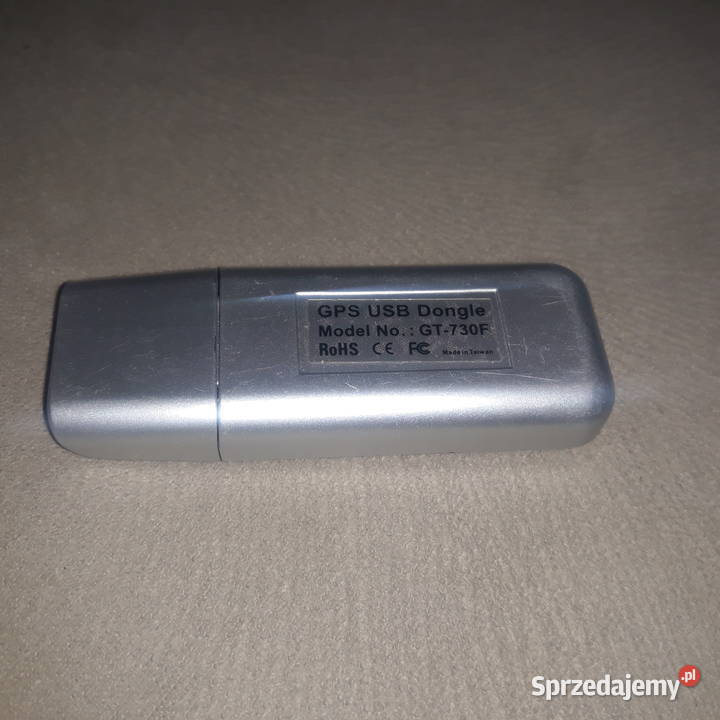 GPS USB Dongle
Model No.: GT-730F
RoHS CE FC Made in Taiwan
Sprzedajemy.pl